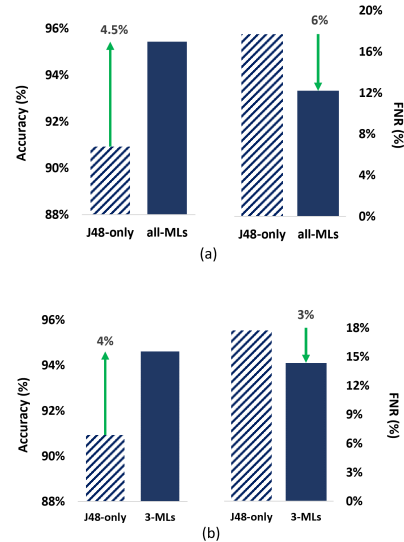 4.5%
6%
Accuracy (%)
96%
94%
92%
90%
88%
J48-only all-MLs
20%
16%
12%
8%
4%
0%
FNR (%)
J48-only all-MLs
(a)
4%
3%
Accuracy (%)
96%
94%
92%
90%
88%
J48-only 3-MLs
18%
15%
12%
9%
6%
3%
0%
FNR (%)
J48-only 3-MLs
(b)